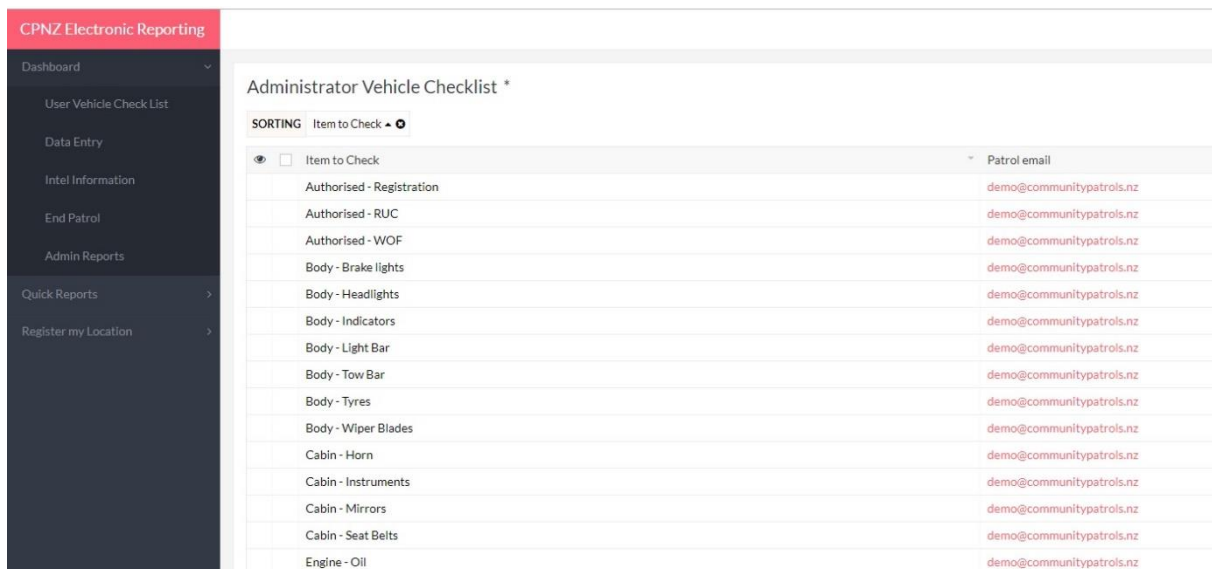 CPNZ Electronic Reporting
Dashboard
User Vehicle Check List
Data Entry
Intel Information
End Patrol
Admin Reports
Quick Reports
Register my Location
Administrator Vehicle Checklist *
SORTING Item to Check
Item to Check Patrol email
Authorised - Registration demo@communitypatrols.nz
Authorised - RUC demo@communitypatrols.nz
Authorised - WOF demo@communitypatrols.nz
Body - Brake lights demo@communitypatrols.nz
Body - Headlights demo@communitypatrols.nz
Body - Indicators demo@communitypatrols.nz
Body - Light Bar demo@communitypatrols.nz
Body - Tow Bar demo@communitypatrols.nz
Body - Tyres demo@communitypatrols.nz
Body - Wiper Blades demo@communitypatrols.nz
Cabin - Horn demo@communitypatrols.nz
Cabin - Instruments demo@communitypatrols.nz
Cabin - Mirrors demo@communitypatrols.nz
Cabin - Seat Belts demo@communitypatrols.nz
Engine - Oil demo@communitypatrols.nz